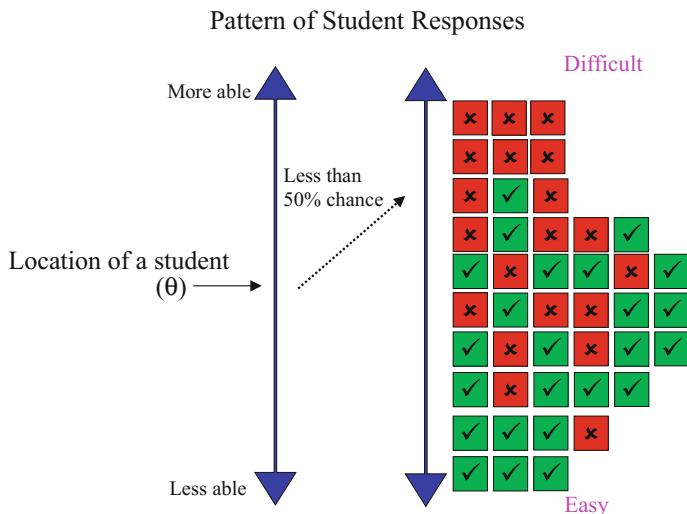 Pattern of Student Responses
Difficult
More able
Less than
50% chance
Location of a student
(θ)
Less able
Easy